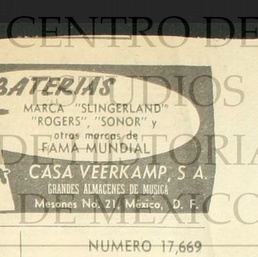 CENTRO DE
ESTUDIOS
DE HISTORIA
DE MEXICO
BATERIAS
MARCA "SLINGERLAND"
"ROGERS", "SONOR" y
otras marcas de
FAMA MUNDIAL
CASA VEERKAMP, S A.
GRANDES ALMACENES DE MUSICA
Mesones No. 21, México, D. F.
NUMERO 17,669